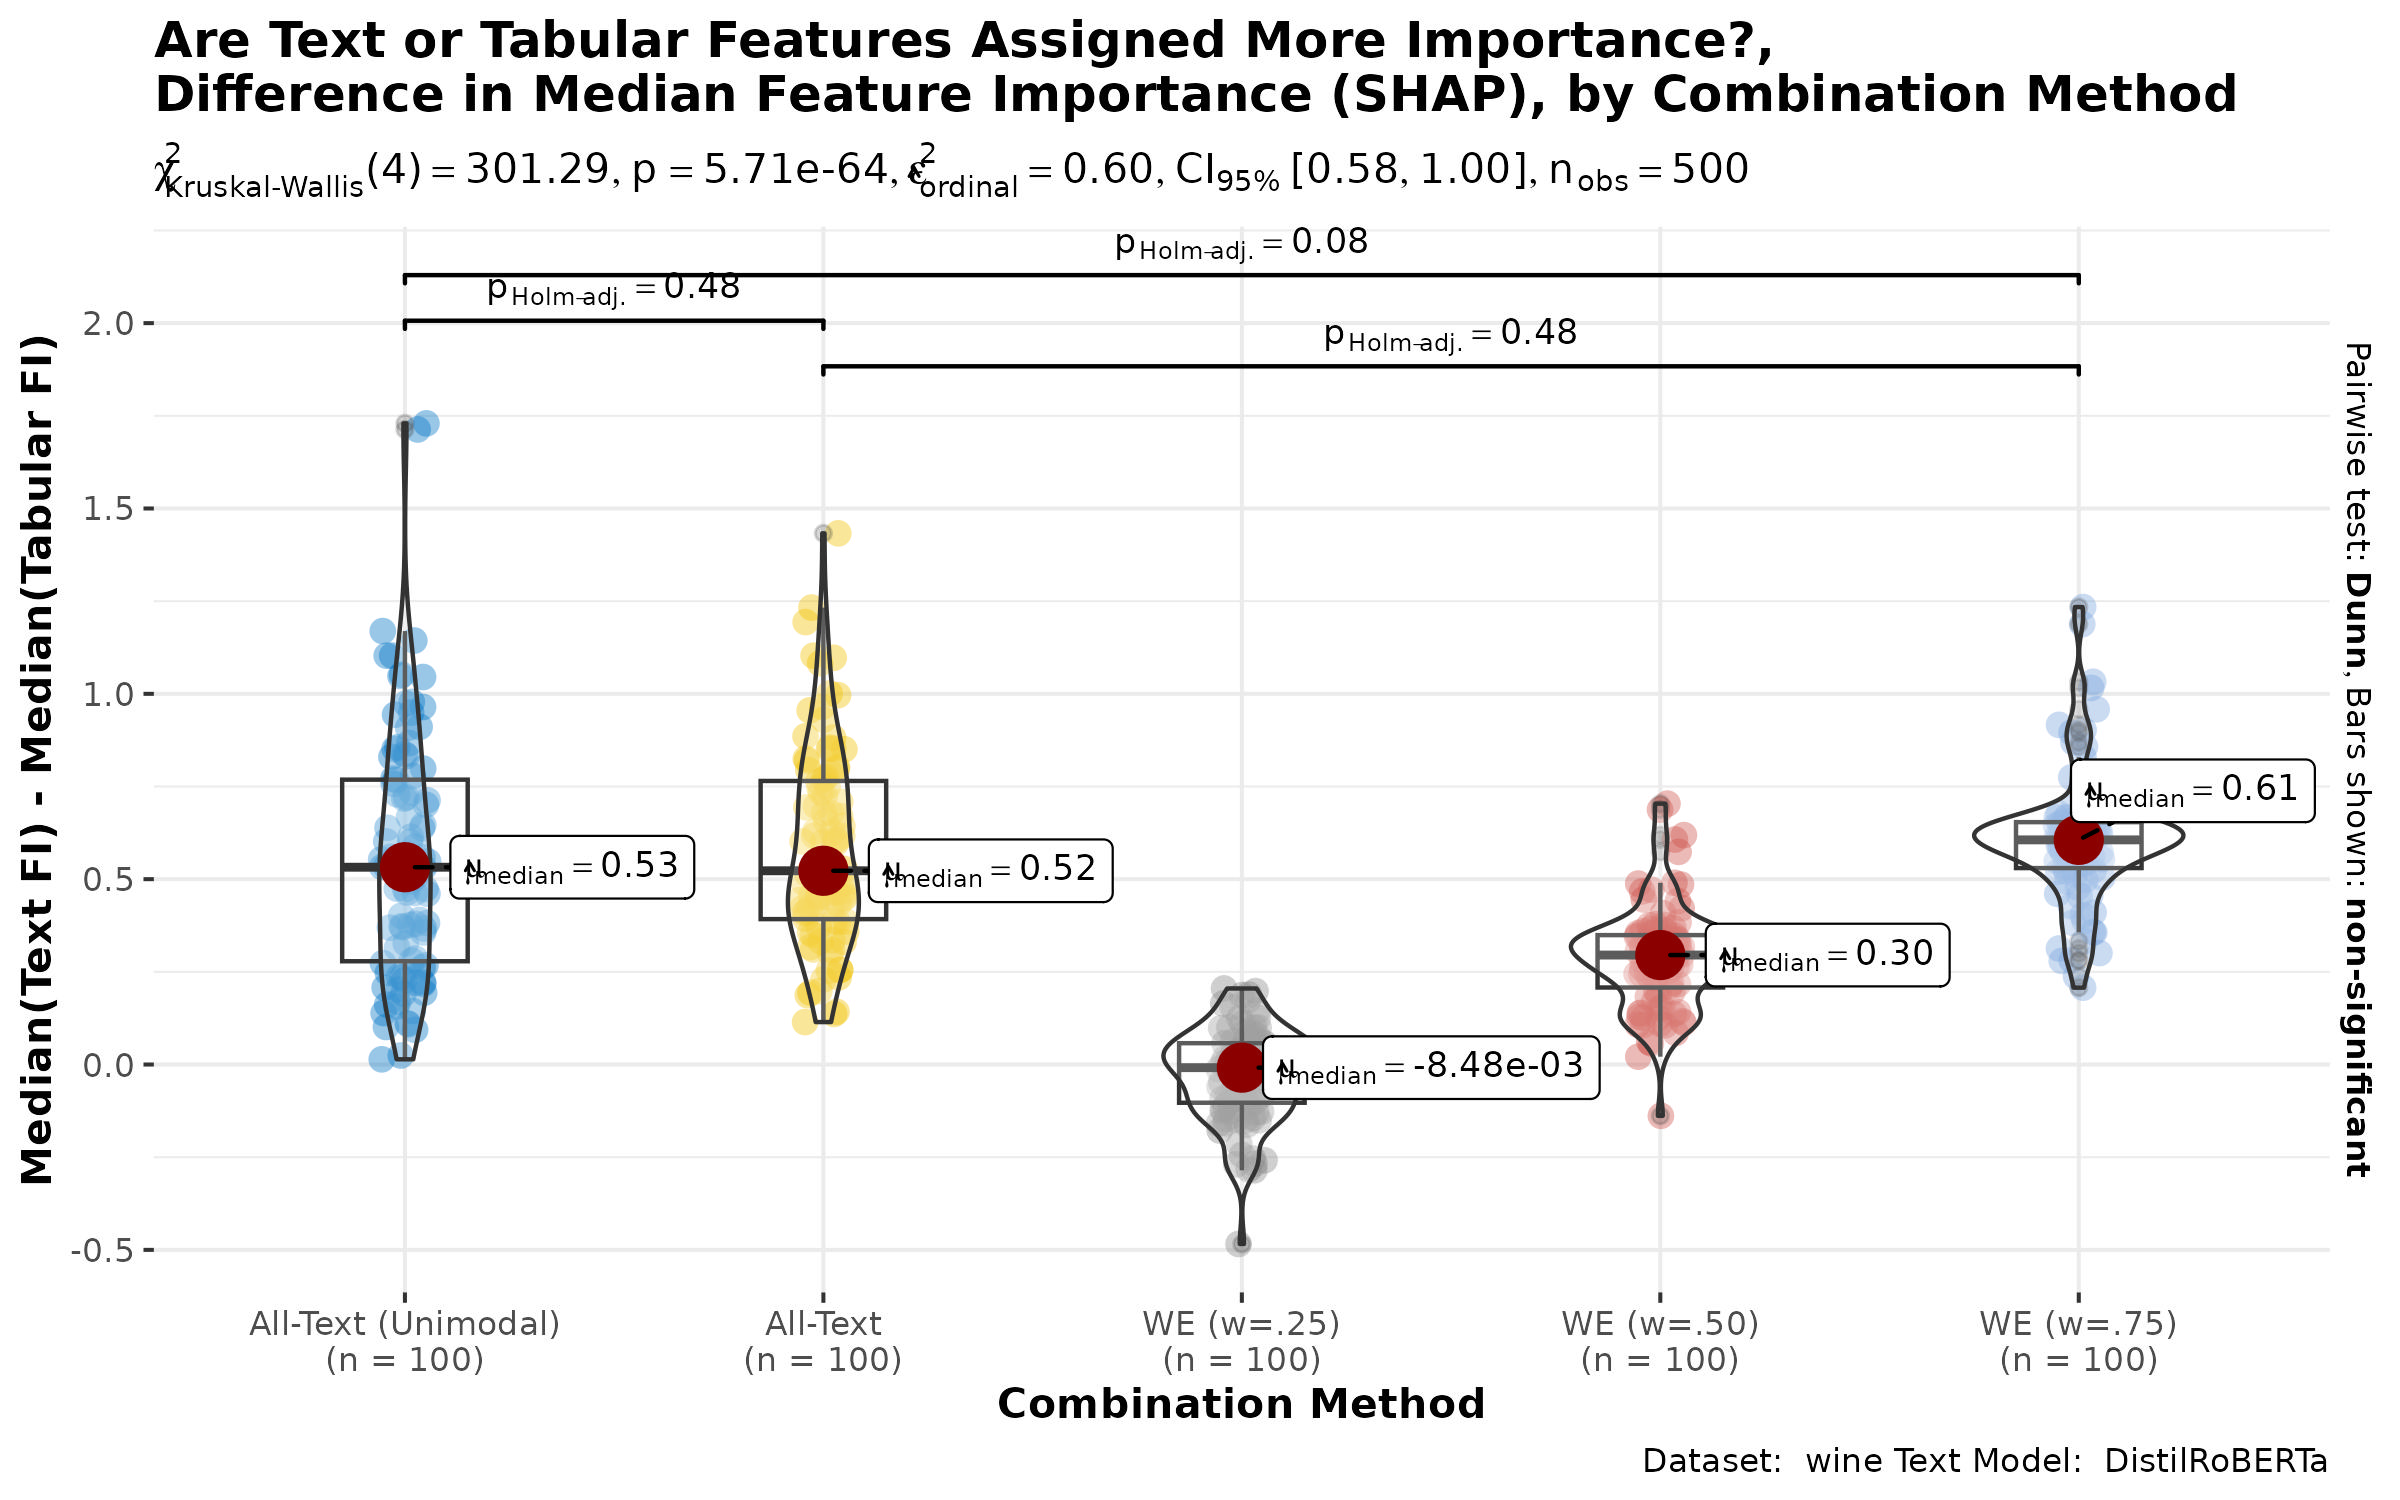 Are Text or Tabular Features Assigned More Importance?,
Difference in Median Feature Importance (SHAP), by Combination Method
χ²Kruskal-Wallis(4) = 301.29, p = 5.71e-64, ε̂²ordinal = 0.60, CI95% [0.58, 1.00], nobs = 500
pHolm-adj. = 0.08
pHolm-adj. = 0.48
pHolm-adj. = 0.48
Median(Text FI) - Median(Tabular FI)
2.0
1.5
1.0
0.5
0.0
-0.5
μ̂median = 0.53
μ̂median = 0.52
μ̂median = -8.48e-03
μ̂median = 0.30
μ̂median = 0.61
Pairwise test: Dunn, Bars shown: non-significant
All-Text (Unimodal)
(n = 100)
All-Text
(n = 100)
WE (w=.25)
(n = 100)
WE (w=.50)
(n = 100)
WE (w=.75)
(n = 100)
Combination Method
Dataset:  wine Text Model:  DistilRoBERTa